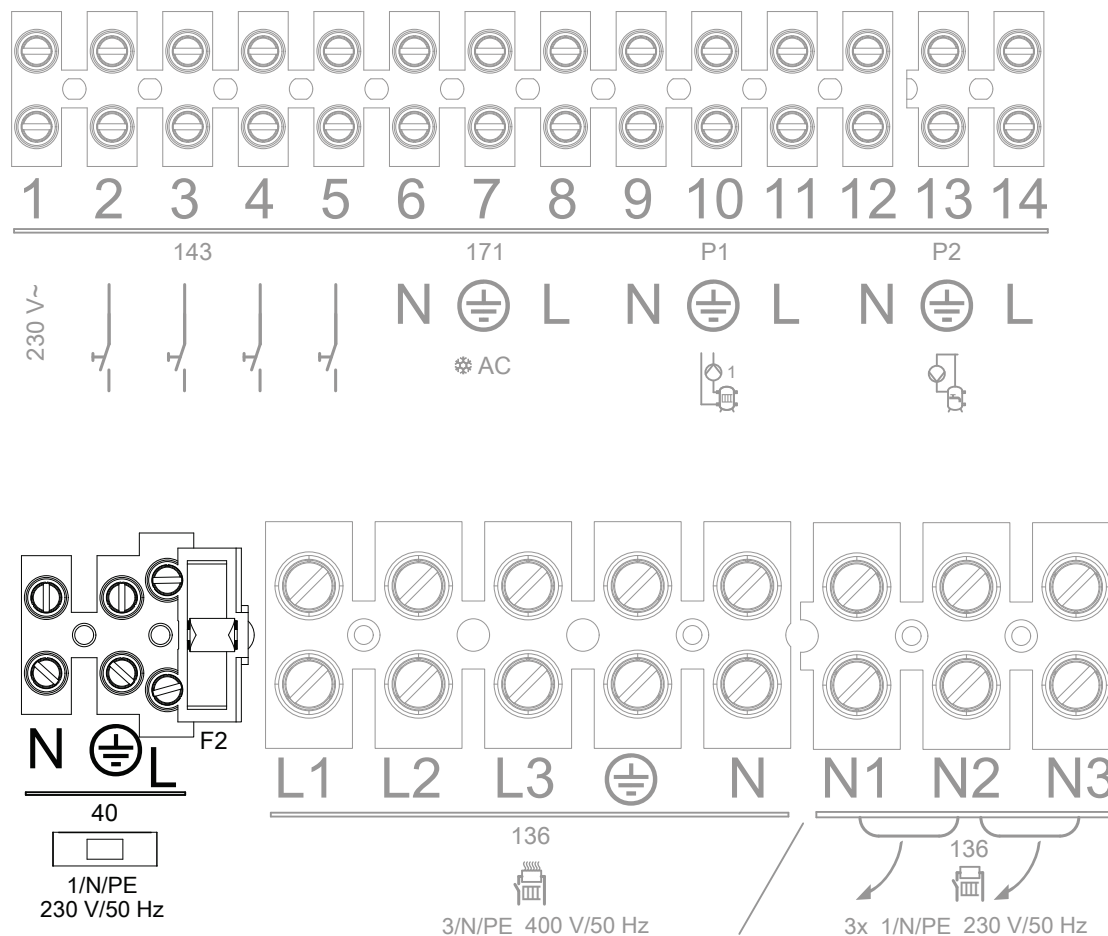 1 2 3 4 5 6 7 8 9 10 11 12 13 14
143 171 P1 P2
230 V~
N L N L N L
AC
1
F2
N L
L1 L2 L3 N N1 N2 N3
40
136 136
1/N/PE
230 V/50 Hz
3/N/PE 400 V/50 Hz
3x 1/N/PE 230 V/50 Hz